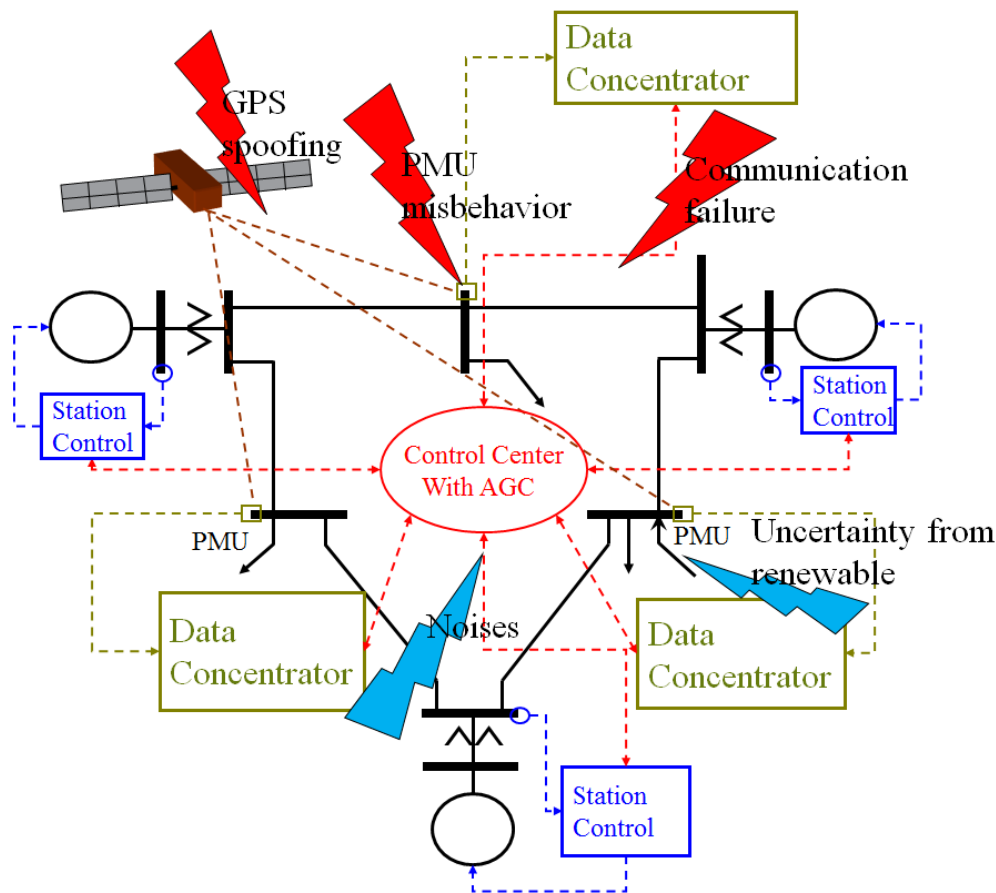 Data
Concentrator
GPS
spoofing
PMU
misbehavior
Communication
failure
Station
Control
Station
Control
Control Center
With AGC
PMU
PMU
Uncertainty from
renewable
Data
Concentrator
Noises
Data
Concentrator
Station
Control